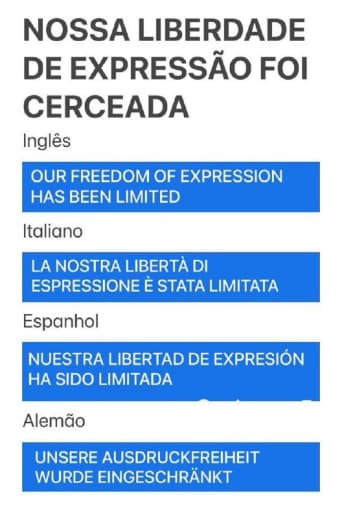 NOSSA LIBERDADE
DE EXPRESSÃO FOI
CERCEADA
Inglês
OUR FREEDOM OF EXPRESSION
HAS BEEN LIMITED
Italiano
LA NOSTRA LIBERTÀ DI
ESPRESSIONE È STATA LIMITATA
Espanhol
NUESTRA LIBERTAD DE EXPRESIÓN
HA SIDO LIMITADA
Alemão
UNSERE AUSDRUCKFREIHEIT
WURDE EINGESCHRÄNKT